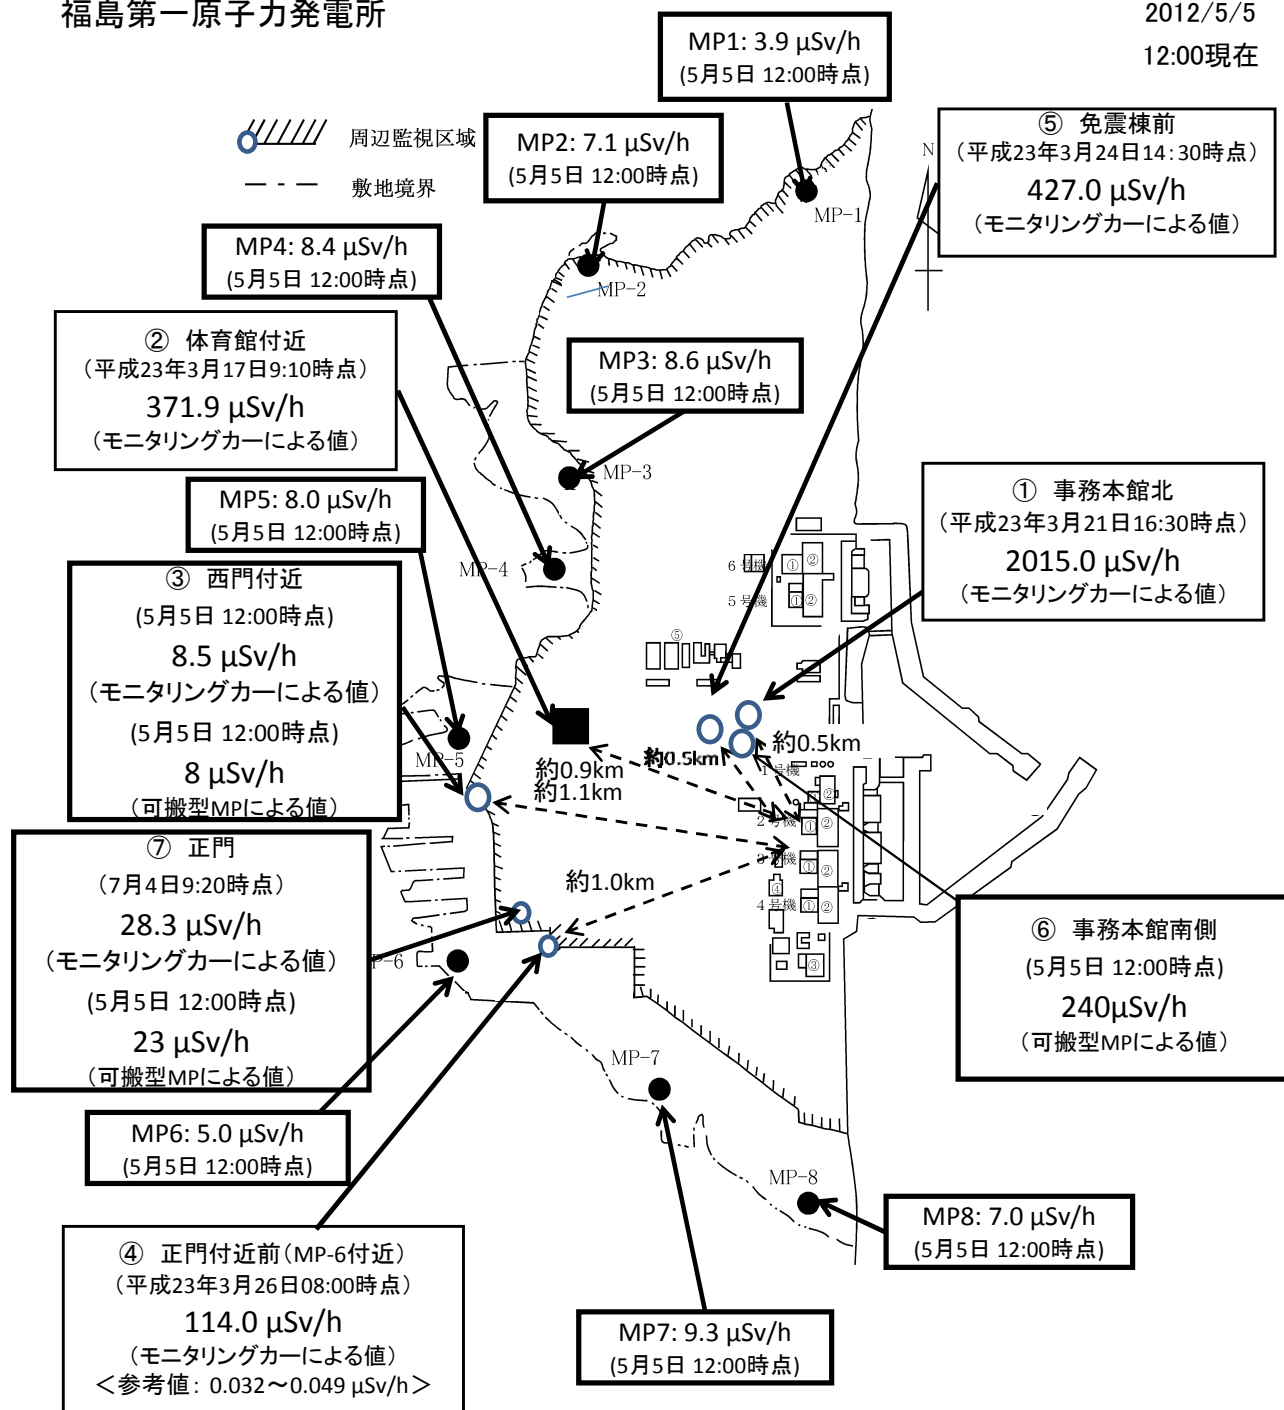 福島第一原子力発電所
2012/5/5
12:00現在
周辺監視区域
敷地境界
MP1: 3.9 μSv/h
(5月5日 12:00時点)
MP2: 7.1 μSv/h
(5月5日 12:00時点)
⑤ 免震棟前
(平成23年3月24日14:30時点)
427.0 μSv/h
(モニタリングカーによる値)
N
MP-1
MP4: 8.4 μSv/h
(5月5日 12:00時点)
MP-2
② 体育館付近
(平成23年3月17日9:10時点)
371.9 μSv/h
(モニタリングカーによる値)
MP3: 8.6 μSv/h
(5月5日 12:00時点)
MP-3
MP5: 8.0 μSv/h
(5月5日 12:00時点)
① 事務本館北
(平成23年3月21日16:30時点)
2015.0 μSv/h
(モニタリングカーによる値)
MP-4
6号機
①
②
5号機
①
②
⑤
③ 西門付近
(5月5日 12:00時点)
8.5 μSv/h
(モニタリングカーによる値)
(5月5日 12:00時点)
8 μSv/h
(可搬型MPによる値)
MP-5
約0.9km
約1.1km
約0.5km
約0.5km
1号機
①
②
2号機
①
②
3号機
①
②
④
4号機
①
②
③
約1.0km
⑦ 正門
(7月4日9:20時点)
28.3 μSv/h
(モニタリングカーによる値)
(5月5日 12:00時点)
23 μSv/h
(可搬型MPによる値)
P-6
⑥ 事務本館南側
(5月5日 12:00時点)
240μSv/h
(可搬型MPによる値)
MP-7
MP6: 5.0 μSv/h
(5月5日 12:00時点)
MP-8
MP8: 7.0 μSv/h
(5月5日 12:00時点)
④ 正門付近前(MP-6付近)
(平成23年3月26日08:00時点)
114.0 μSv/h
(モニタリングカーによる値)
<参考値: 0.032～0.049 μSv/h>
MP7: 9.3 μSv/h
(5月5日 12:00時点)